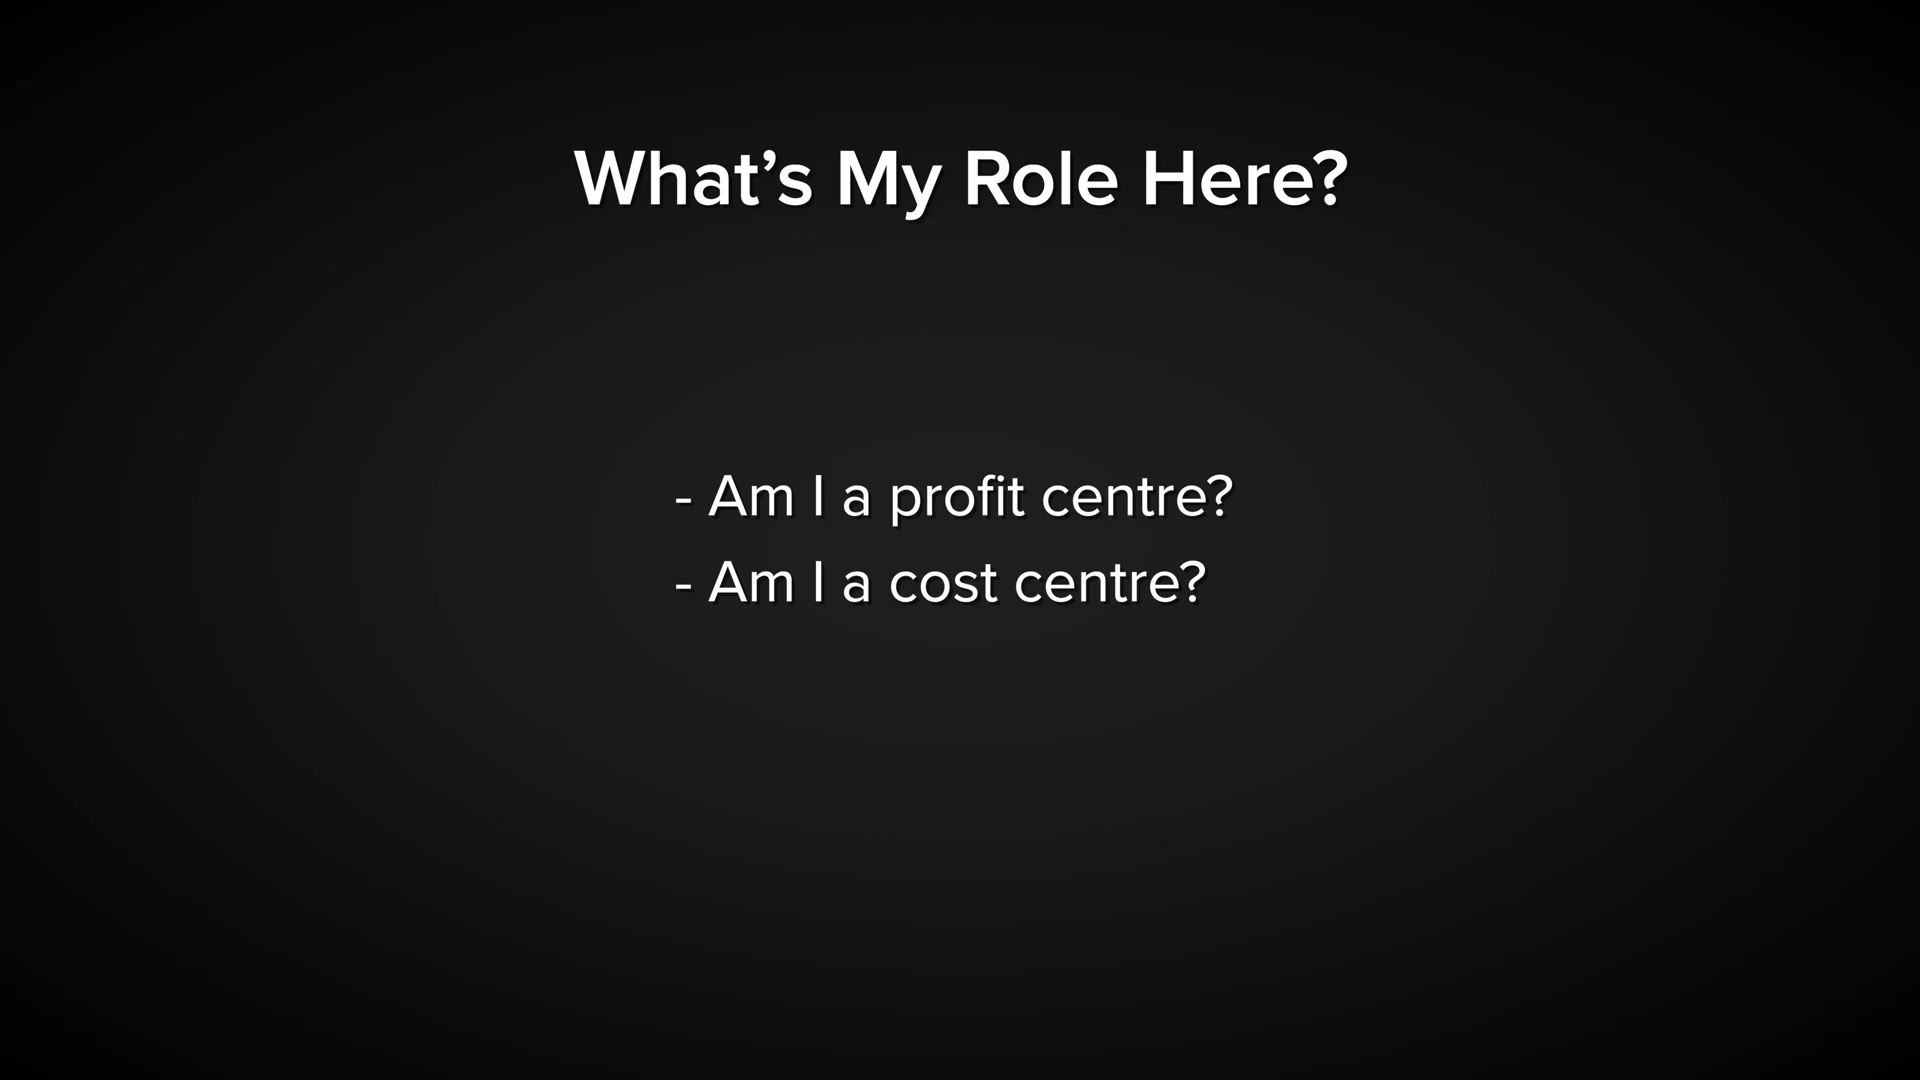 What’s My Role Here?
- Am I a profit centre?
- Am I a cost centre?